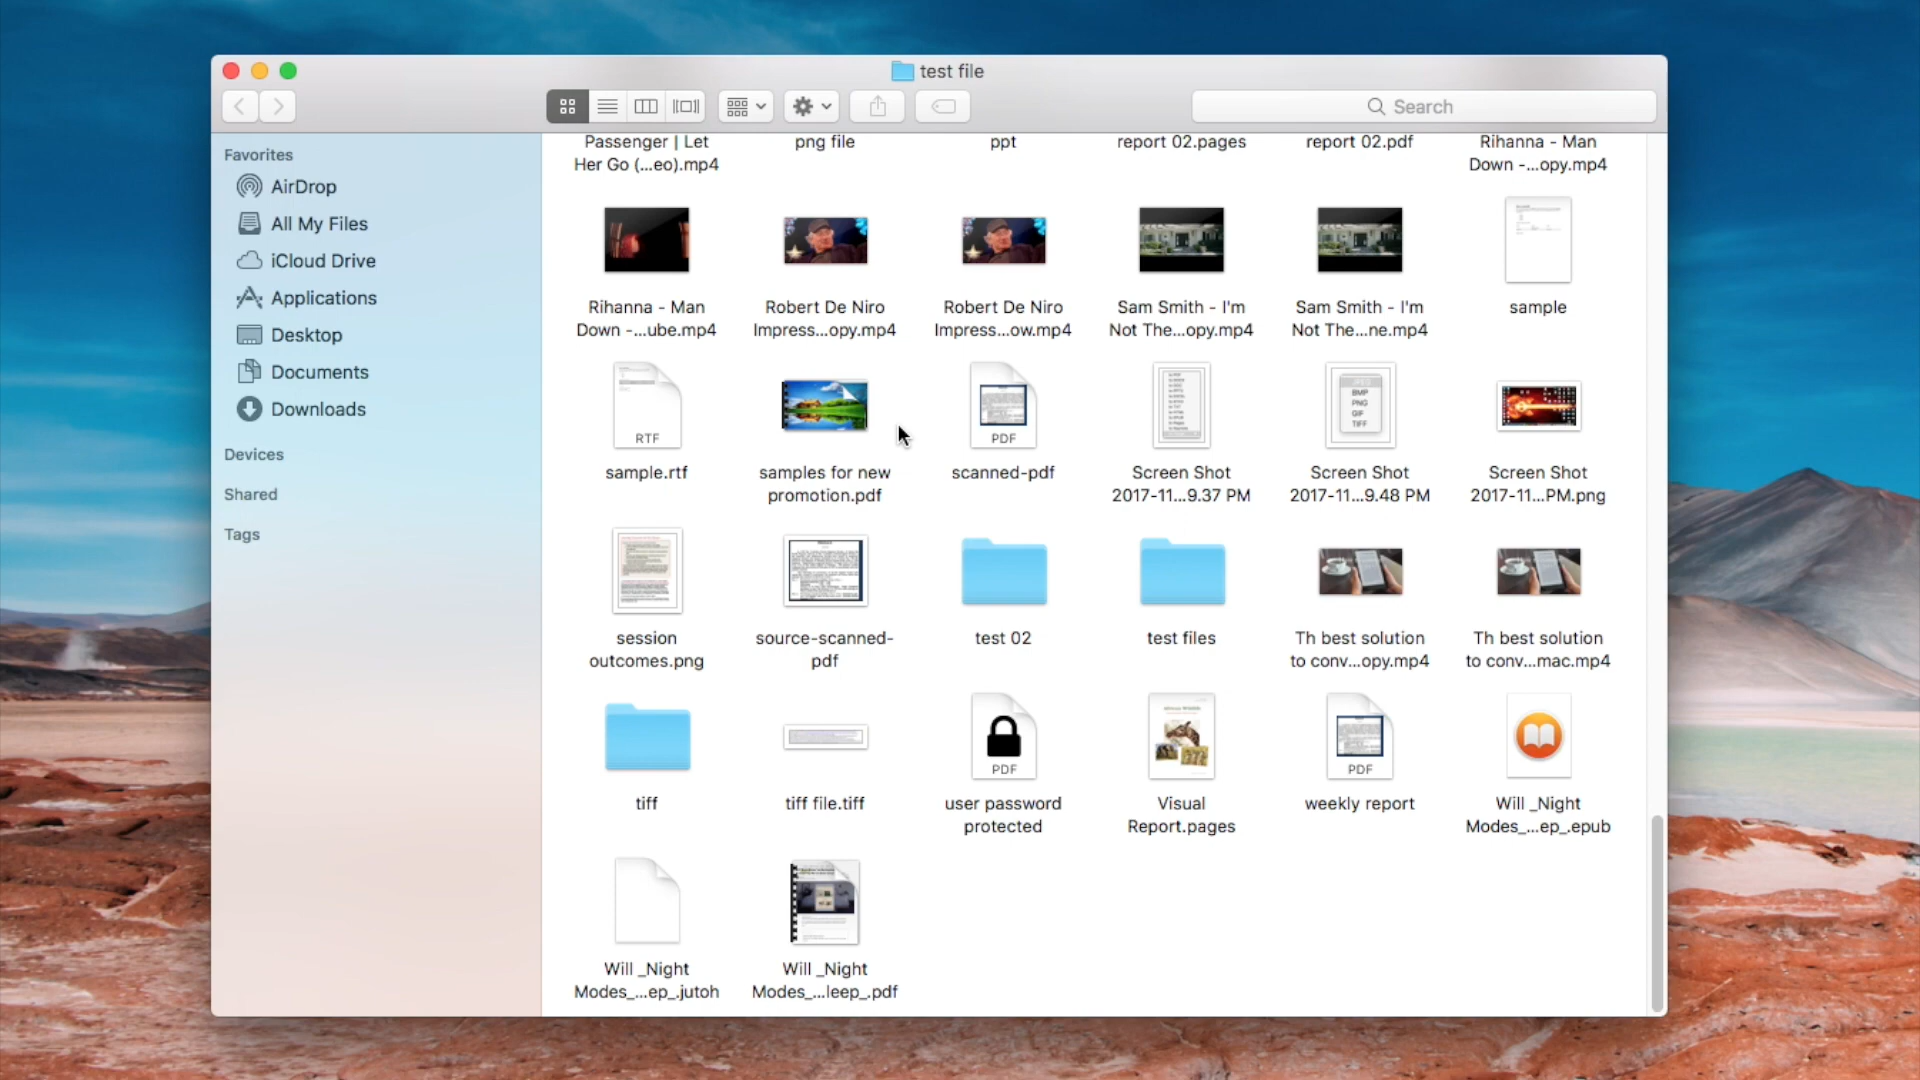 test file
Search
Favorites
AirDrop
All My Files
iCloud Drive
Applications
Desktop
Documents
Downloads
Devices
Shared
Tags
Passenger | Let
Her Go (...eo).mp4
png file
ppt
report 02.pages
report 02.pdf
Rihanna - Man
Down -...opy.mp4
Rihanna - Man
Down -...ube.mp4
Robert De Niro
Impress...opy.mp4
Robert De Niro
Impress...ow.mp4
Sam Smith - I'm
Not The...opy.mp4
Sam Smith - I'm
Not The...ne.mp4
sample
RTF
sample.rtf
samples for new
promotion.pdf
PDF
scanned-pdf
Screen Shot
2017-11...9.37 PM
JPEG
BMP
PNG
GIF
TIFF
Screen Shot
2017-11...9.48 PM
Screen Shot
2017-11...PM.png
session
outcomes.png
source-scanned-
pdf
test 02
test files
Th best solution
to conv...opy.mp4
Th best solution
to conv...mac.mp4
tiff
tiff file.tiff
PDF
user password
protected
Visual
Report.pages
PDF
weekly report
Will _Night
Modes_...ep_.epub
Will _Night
Modes_...ep_.jutoh
Will _Night
Modes_...leep_.pdf